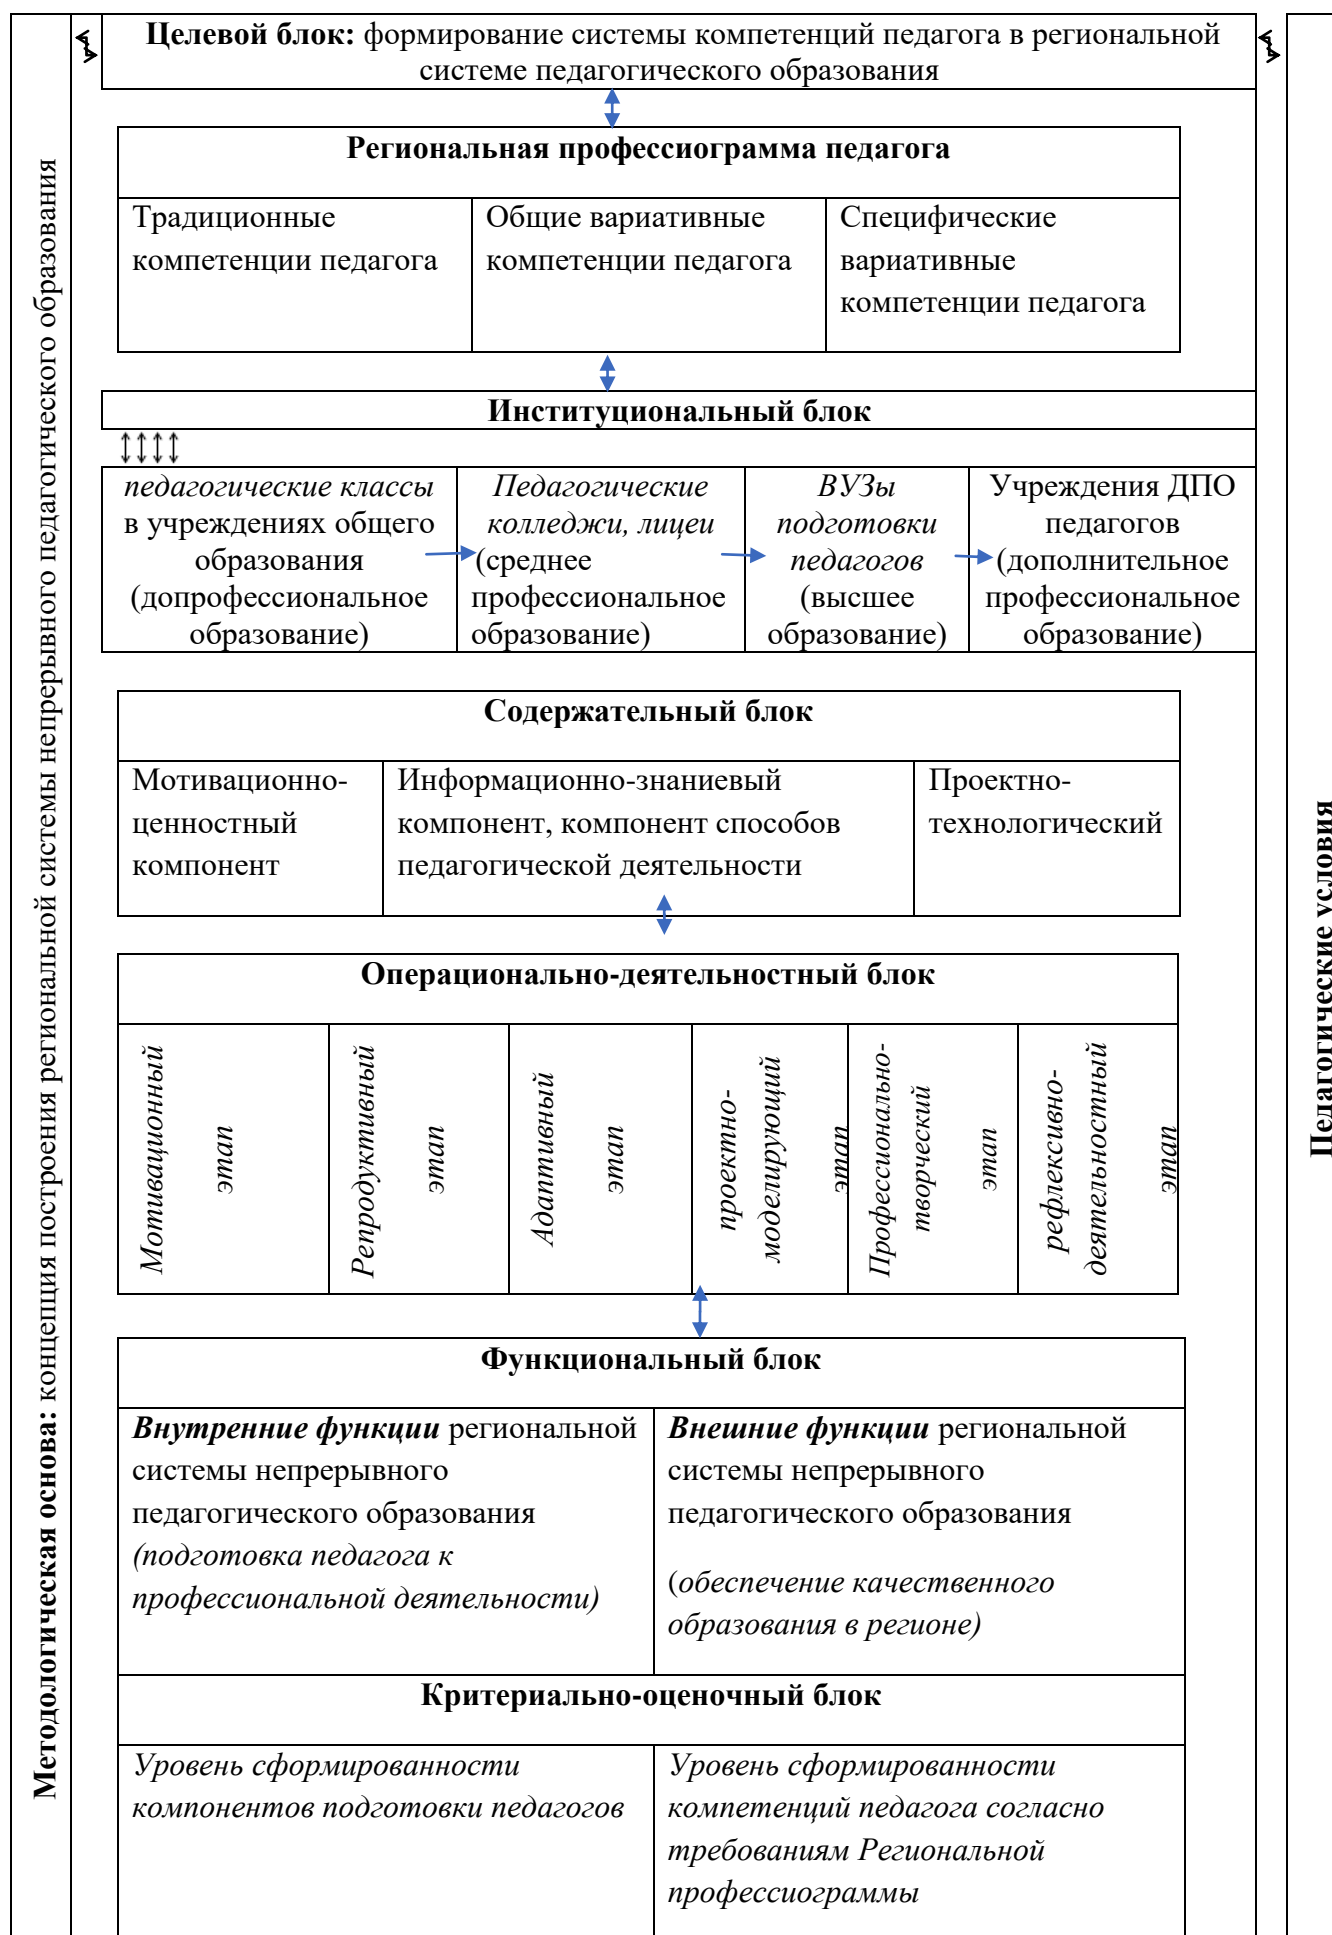 Методологическая основа: концепция построения региональной системы непрерывного педагогического образования
Целевой блок: формирование системы компетенций педагога в региональной
системе педагогического образования
Региональная профессиограмма педагога
Традиционные
компетенции педагога
Общие вариативные
компетенции педагога
Специфические
вариативные
компетенции педагога
Институциональный блок
педагогические классы
в учреждениях общего
образования
(допрофессиональное
образование)
Педагогические
колледжи, лицеи
(среднее
профессиональное
образование)
ВУЗы
подготовки
педагогов
(высшее
образование)
Учреждения ДПО
педагогов
(дополнительное
профессиональное
образование)
Содержательный блок
Мотивационно-
ценностный
компонент
Информационно-знаниевый
компонент, компонент способов
педагогической деятельности
Проектно-
технологический
Операционально-деятельностный блок
Мотивационный
этап
Репродуктивный
этап
Адаптивный
этап
проектно-
моделирующий
этап
Профессионально-
творческий
этап
рефлексивно-
деятельностный
этап
Функциональный блок
Внутренние функции региональной
системы непрерывного
педагогического образования
(подготовка педагога к
профессиональной деятельности)
Внешние функции региональной
системы непрерывного
педагогического образования
(обеспечение качественного
образования в регионе)
Критериально-оценочный блок
Уровень сформированности
компонентов подготовки педагогов
Уровень сформированности
компетенций педагога согласно
требованиям Региональной
профессиограммы
Педагогические условия